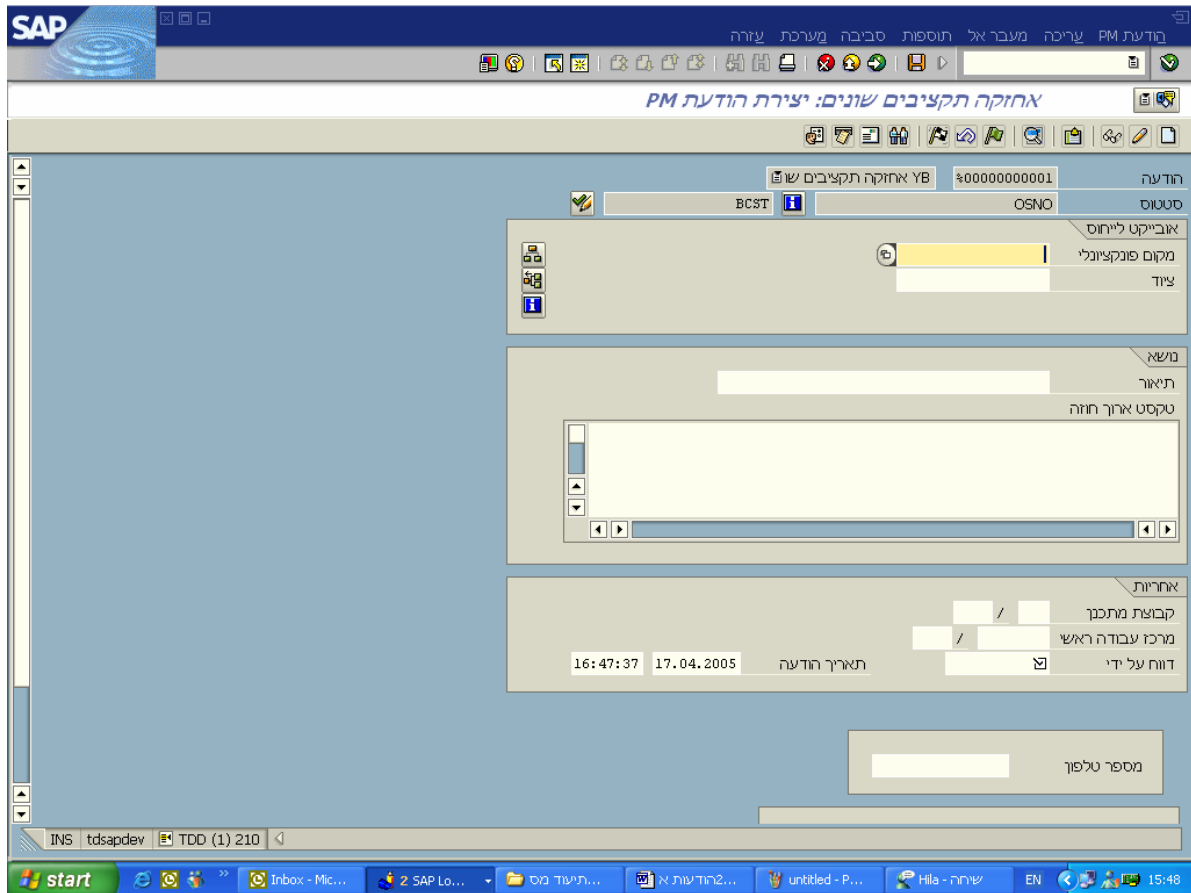 SAP
הודעת PM עריכה מעבר אל תוספות סביבה מערכת עזרה
אחזקה תקציבים שונים: יצירת הודעת PM
הודעה %00000000001 YB אחזקה תקציבים שו
סטטוס OSNO BCST
אובייקט לייחוס
מקום פונקציונלי
ציוד
נושא
תיאור
טקסט ארוך חוזה
אחריות
קבוצת מתכנן /
מרכז עבודה ראשי /
דווח על ידי תאריך הודעה 17.04.2005 16:47:37
מספר טלפון
INS tdsapdev TDD (1) 210
start Inbox - Mic... 2 SAP Lo... תיעוד מס... 2הודעות א... untitled - P... Hila - שיחה EN 15:48